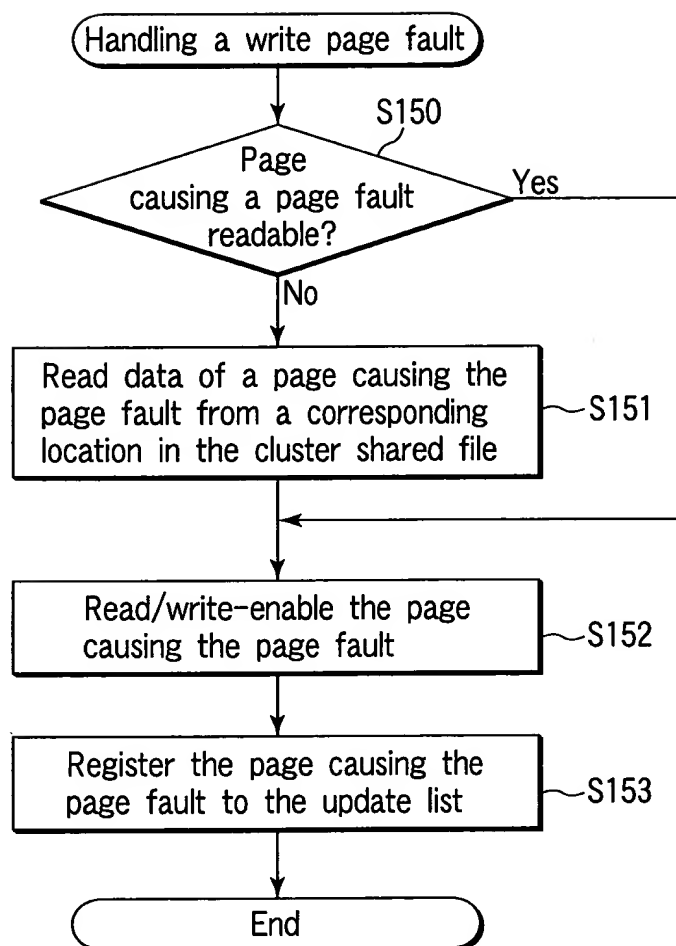 Handling a write page fault
S150
Page
causing a page fault
readable?
Yes
No
Read data of a page causing the
page fault from a corresponding
location in the cluster shared file
S151
Read/write-enable the page
causing the page fault
S152
Register the page causing the
page fault to the update list
S153
End